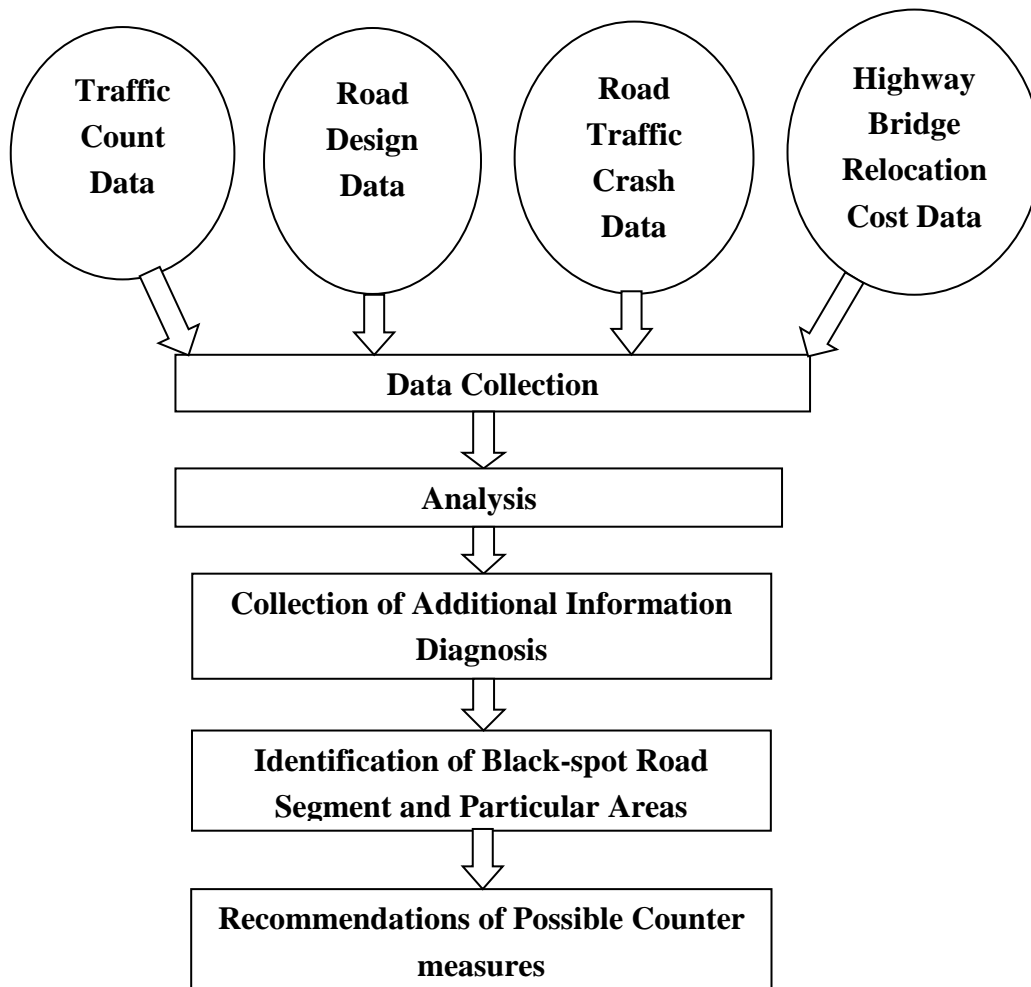 Traffic
Count
Data
Road
Design
Data
Road
Traffic
Crash
Data
Highway
Bridge
Relocation
Cost Data
Data Collection
Analysis
Collection of Additional Information
Diagnosis
Identification of Black-spot Road
Segment and Particular Areas
Recommendations of Possible Counter
measures